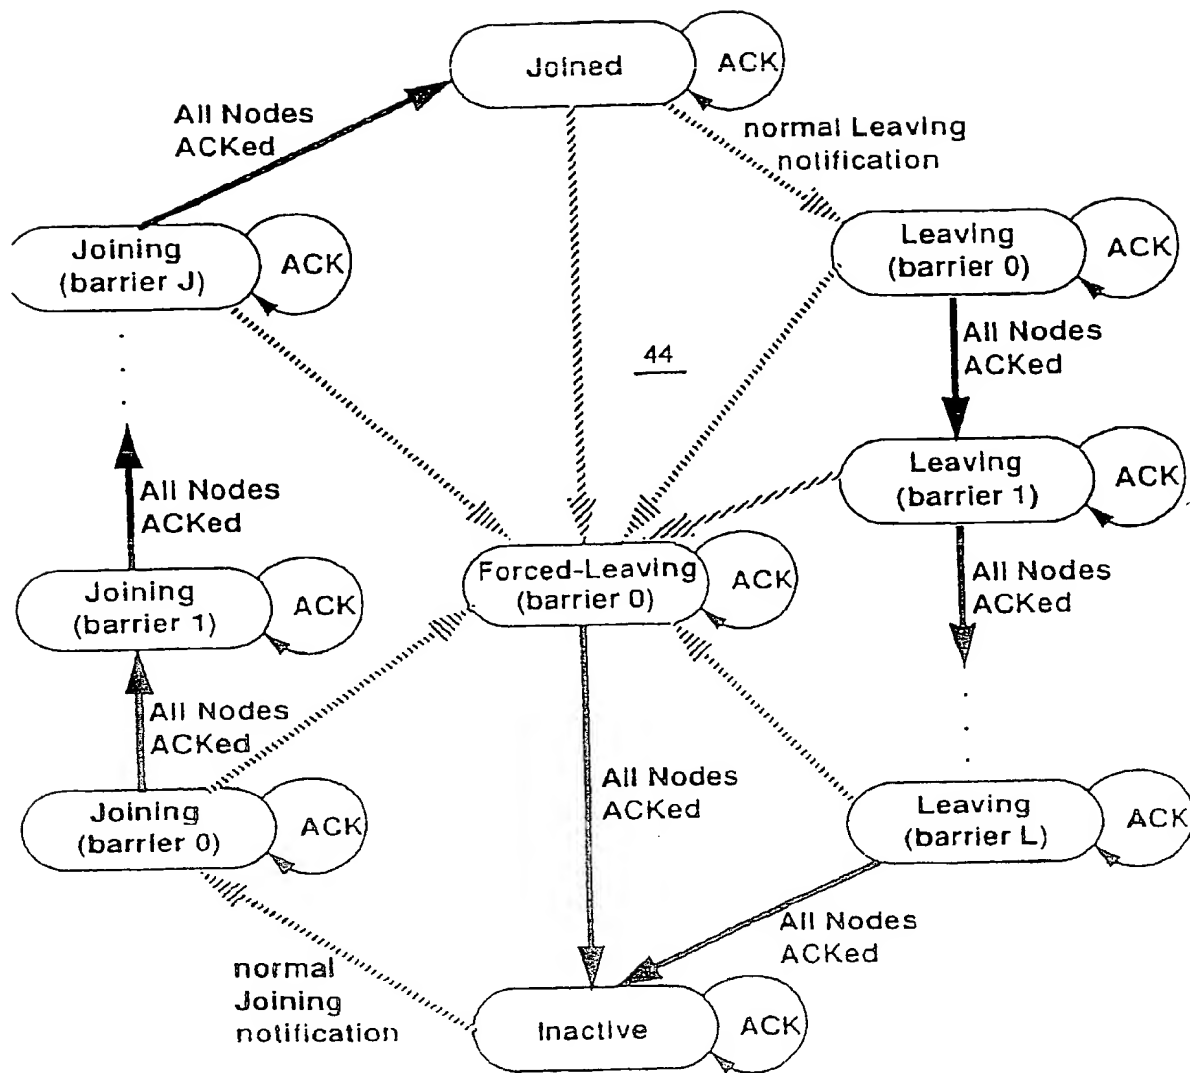 Joined
ACK
All Nodes
ACKed
normal Leaving
notification
Joining
(barrier J)
ACK
Leaving
(barrier 0)
ACK
44
All Nodes
ACKed
Leaving
(barrier 1)
ACK
All Nodes
ACKed
Forced-Leaving
(barrier 0)
ACK
All Nodes
ACKed
Joining
(barrier 1)
ACK
All Nodes
ACKed
All Nodes
ACKed
Joining
(barrier 0)
ACK
Leaving
(barrier L)
ACK
All Nodes
ACKed
normal
Joining
notification
Inactive
ACK